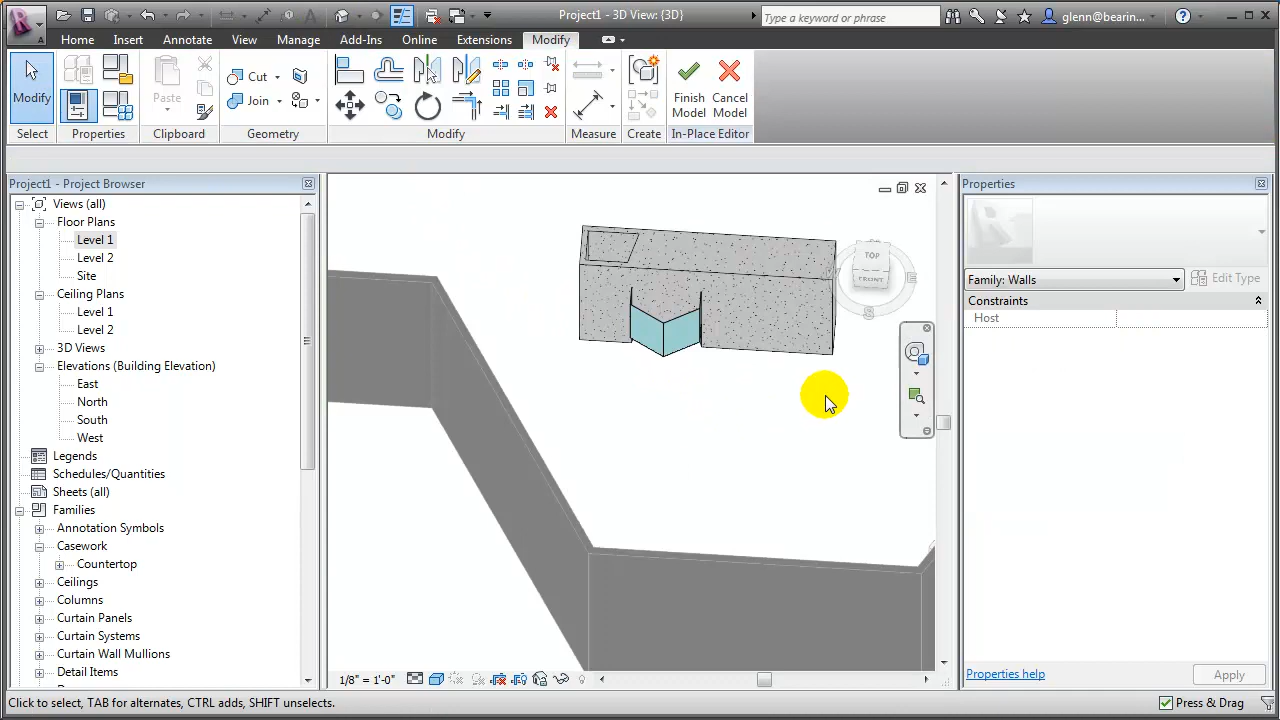 Project1 - 3D View: {3D}
Type a keyword or phrase
glenn@bearin...
Home
Insert
Annotate
View
Manage
Add-Ins
Online
Extensions
Modify
Modify
Paste
Cut
Join
Finish
Model
Cancel
Model
Select
Properties
Clipboard
Geometry
Modify
Measure
Create
In-Place Editor
Project1 - Project Browser
Views (all)
Floor Plans
Level 1
Level 2
Site
Ceiling Plans
Level 1
Level 2
3D Views
Elevations (Building Elevation)
East
North
South
West
Legends
Schedules/Quantities
Sheets (all)
Families
Annotation Symbols
Casework
Countertop
Ceilings
Columns
Curtain Panels
Curtain Systems
Curtain Wall Mullions
Detail Items
TOP
FRONT
E
S
Properties
Family: Walls
Edit Type
Constraints
Host
Properties help
Apply
1/8" = 1'-0"
Click to select, TAB for alternates, CTRL adds, SHIFT unselects.
Press & Drag